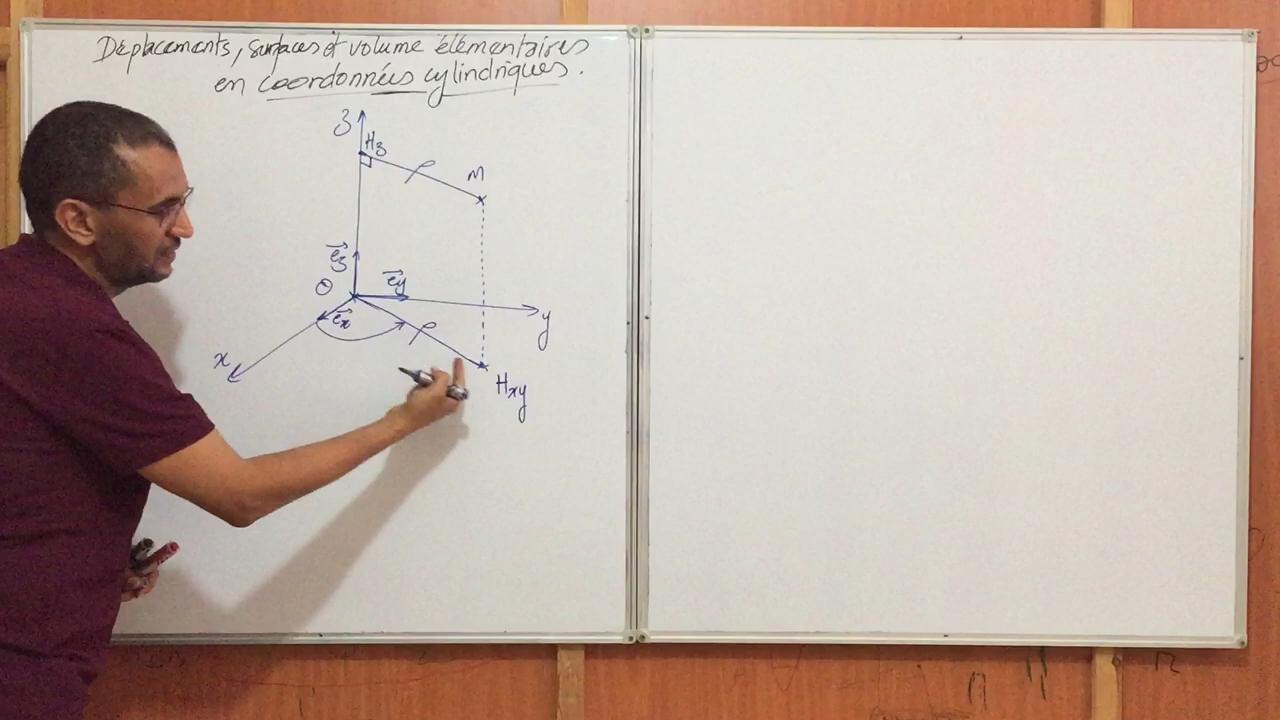 Déplacements, surfaces et volume élémentaires
en coordonnées cylindriques.
z
Hz
ρ
M
ez
ey
O
ex
ρ
y
x
Hxy